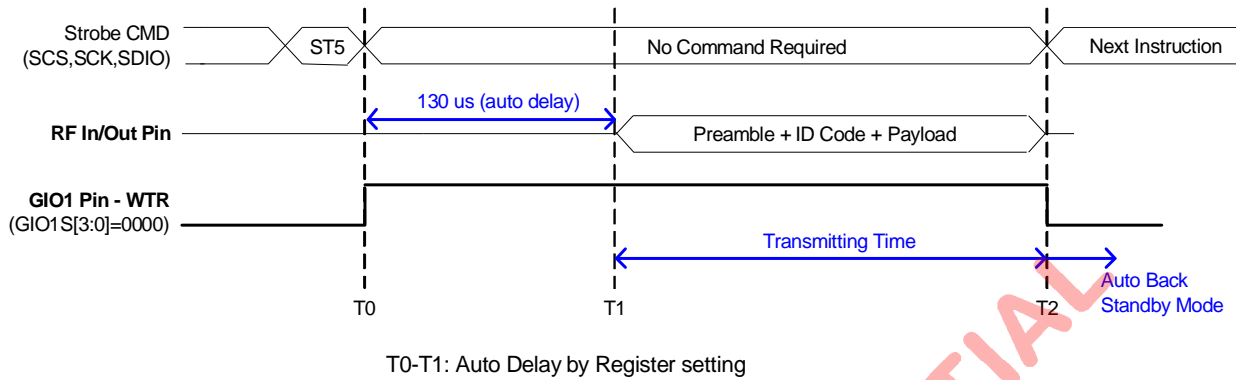 Strobe CMD
(SCS,SCK,SDIO)
ST5
No Command Required
Next Instruction
130 us (auto delay)
RF In/Out Pin
Preamble + ID Code + Payload
GIO1 Pin - WTR
(GIO1S[3:0]=0000)
Transmitting Time
Auto Back
Standby Mode
T0
T1
T2
T0-T1: Auto Delay by Register setting
TIAL